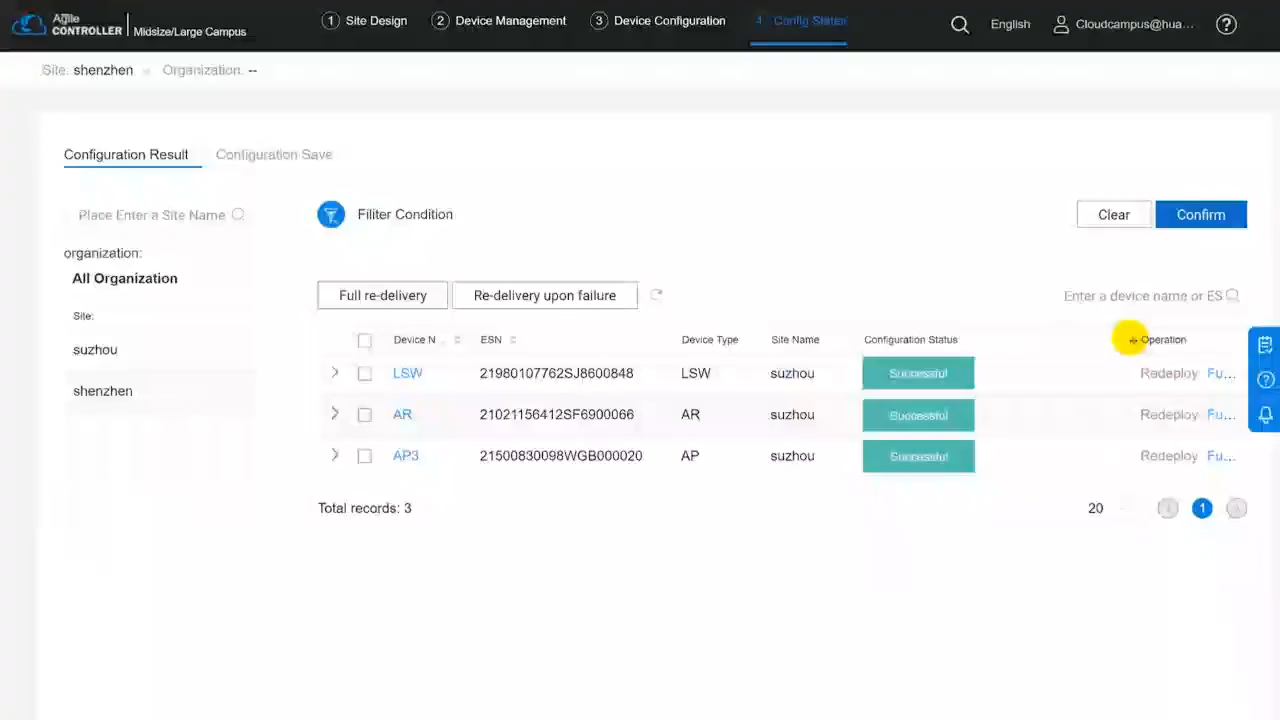 Agile
CONTROLLER
Midsize/Large Campus
1 Site Design
2 Device Management
3 Device Configuration
4 Config Status
English
Cloudcampus@hua...
?
Site: shenzhen
Organization: --
Configuration Result
Configuration Save
Place Enter a Site Name
organization:
All Organization
Site:
suzhou
shenzhen
Filiter Condition
Clear
Confirm
Full re-delivery
Re-delivery upon failure
Enter a device name or ES
Device N... ESN Device Type Site Name Configuration Status Operation
LSW 21980107762SJ8600848 LSW suzhou Successful Redeploy Fu...
AR 21021156412SF6900066 AR suzhou Successful Redeploy Fu...
AP3 21500830098WGB000020 AP suzhou Successful Redeploy Fu...
Total records: 3
20
1